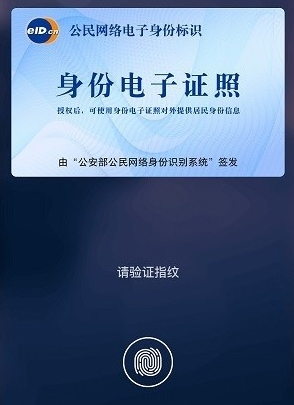 eID.cn 公民网络电子身份标识
身份电子证照
授权后，可使用身份电子证照对外提供居民身份信息
由“公安部公民网络身份识别系统”签发
请验证指纹